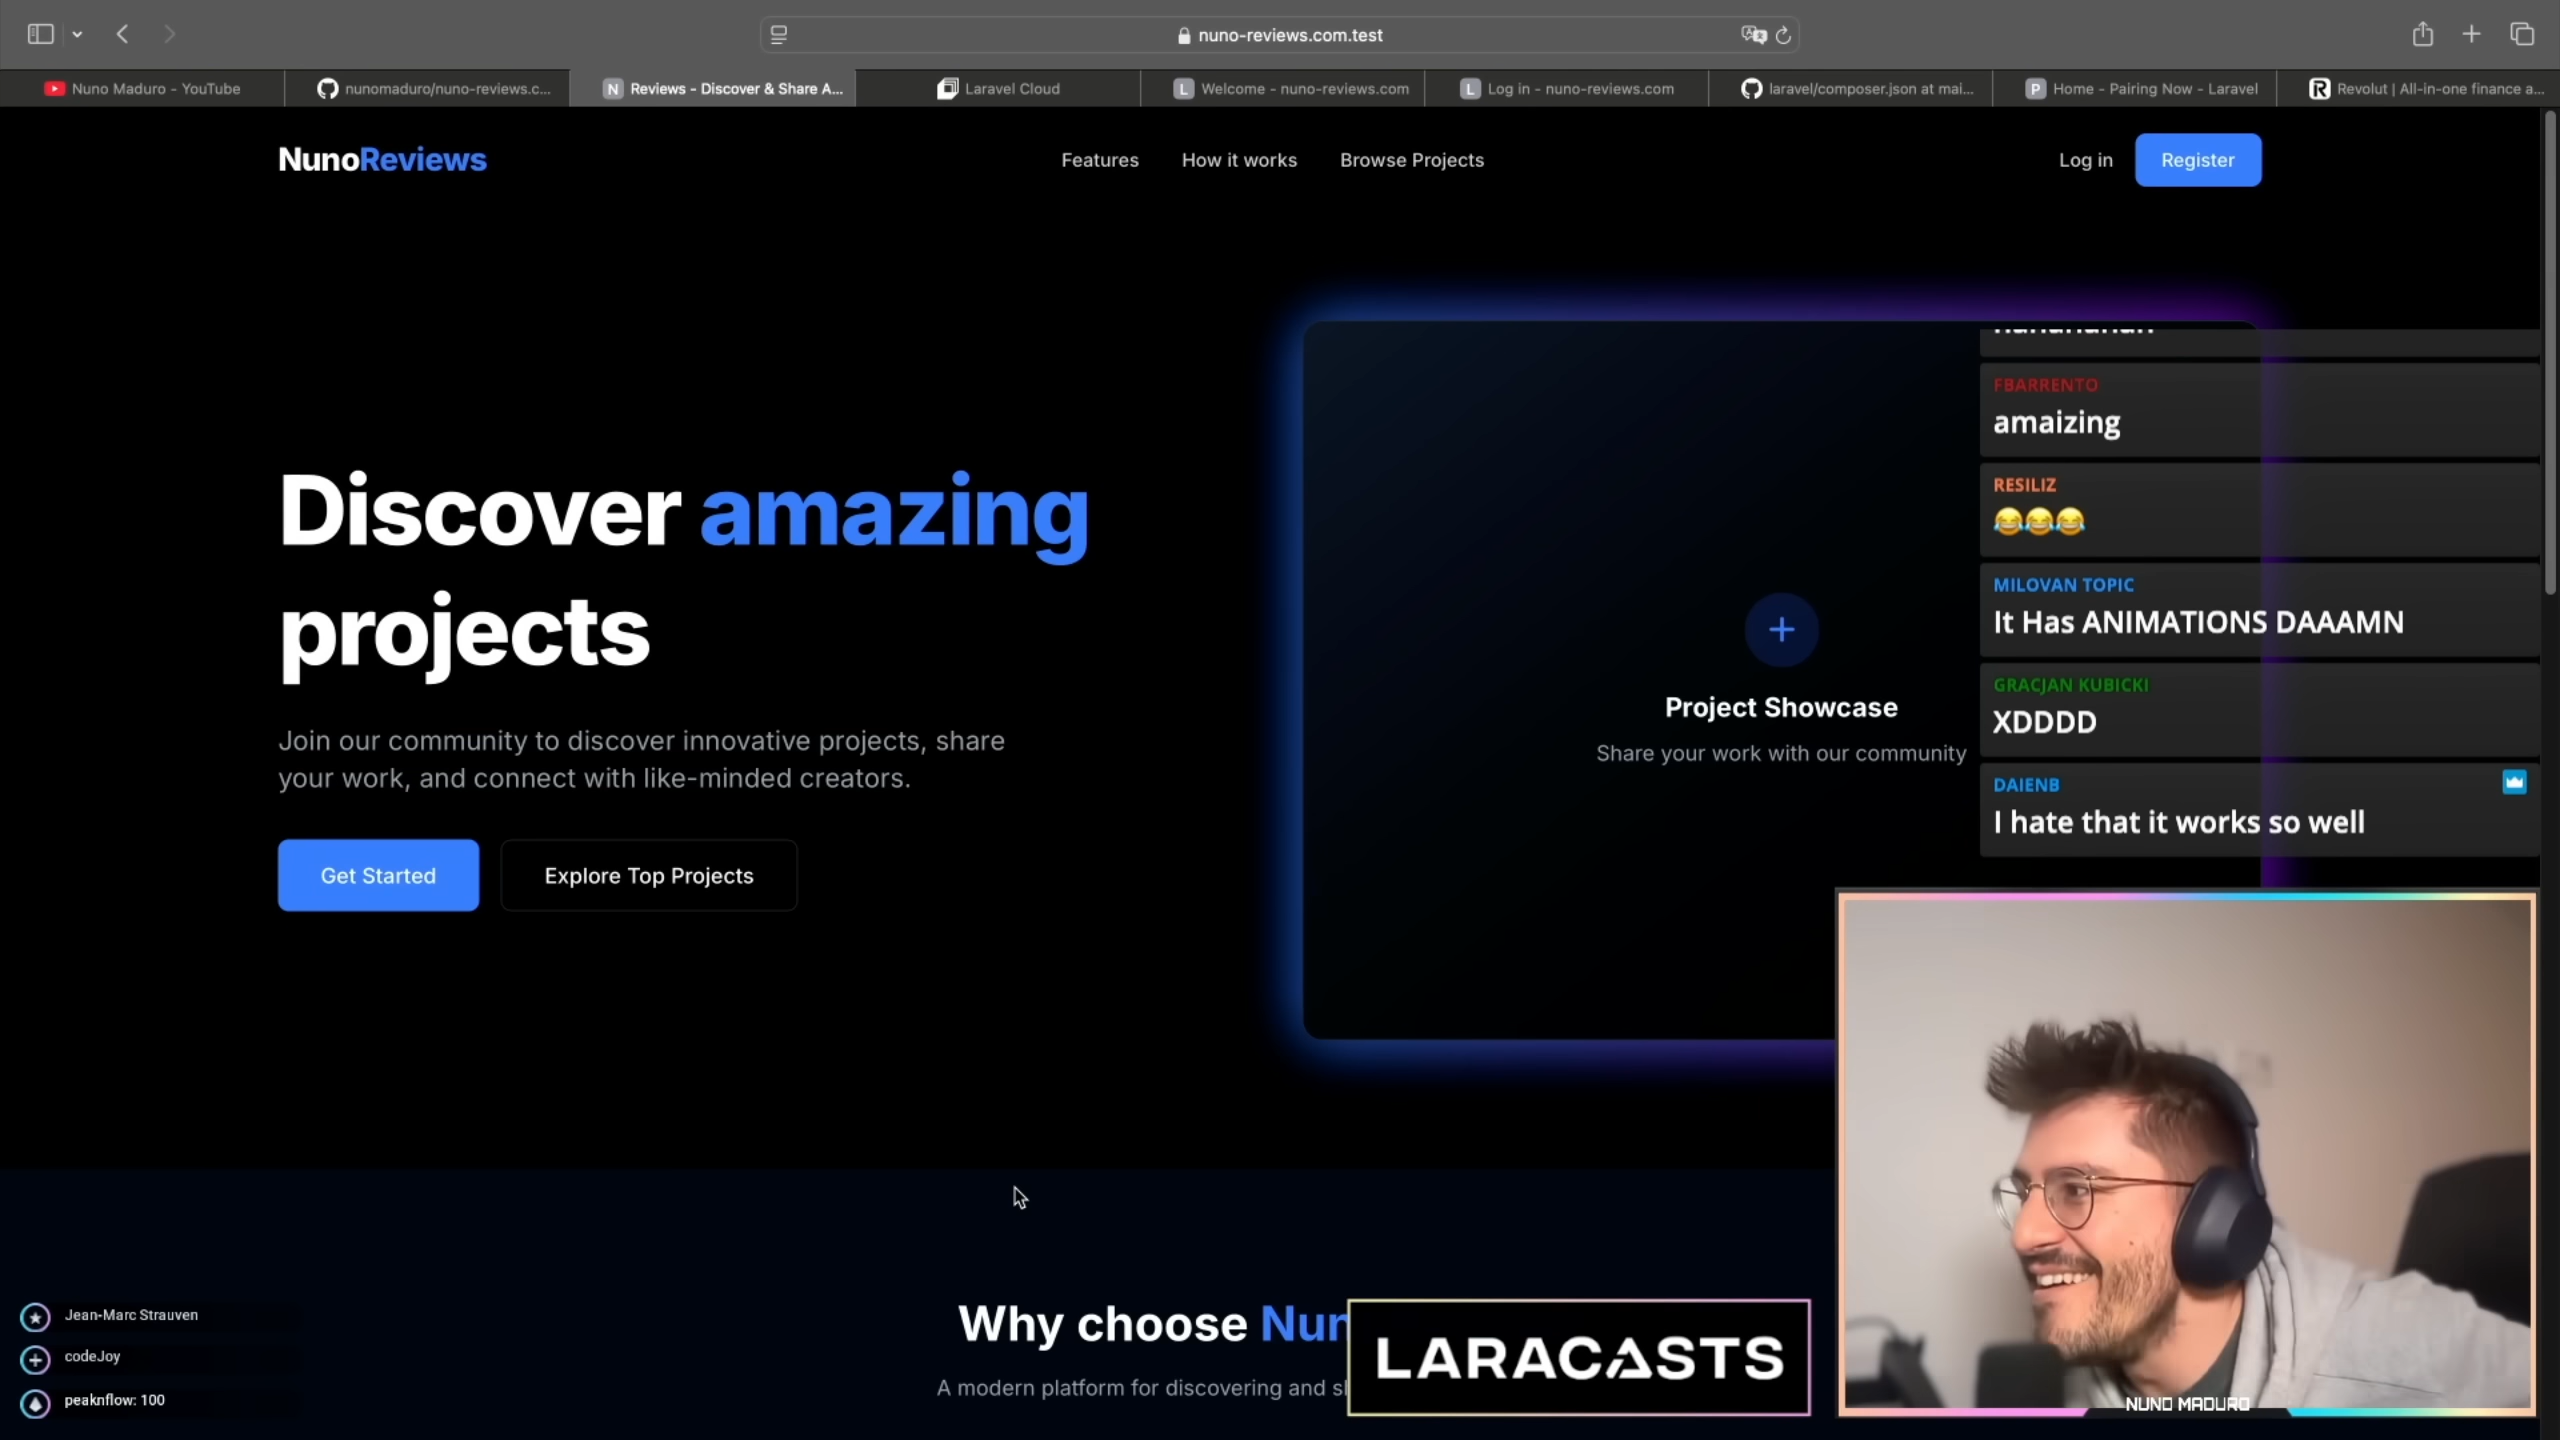 nuno-reviews.com.test
Nuno Maduro - YouTube
nunomaduro/nuno-reviews.c...
N Reviews - Discover & Share A...
Laravel Cloud
L Welcome - nuno-reviews.com
L Log in - nuno-reviews.com
laravel/composer.json at mai...
P Home - Pairing Now - Laravel
R Revolut | All-in-one finance a...
NunoReviews
Features
How it works
Browse Projects
Log in
Register
Discover amazing
projects
Join our community to discover innovative projects, share
your work, and connect with like-minded creators.
Get Started
Explore Top Projects
Project Showcase
Share your work with our community
FBARRENTO
amaizing
RESILIZ
😂😂😂
MILOVAN TOPIC
It Has ANIMATIONS DAAAMN
GRACJAN KUBICKI
XDDDD
DAIENB
I hate that it works so well
Why choose
A modern platform for discovering and
LARACASTS
NUNO MADURO
Jean-Marc Strauven
codeJoy
peaknflow: 100